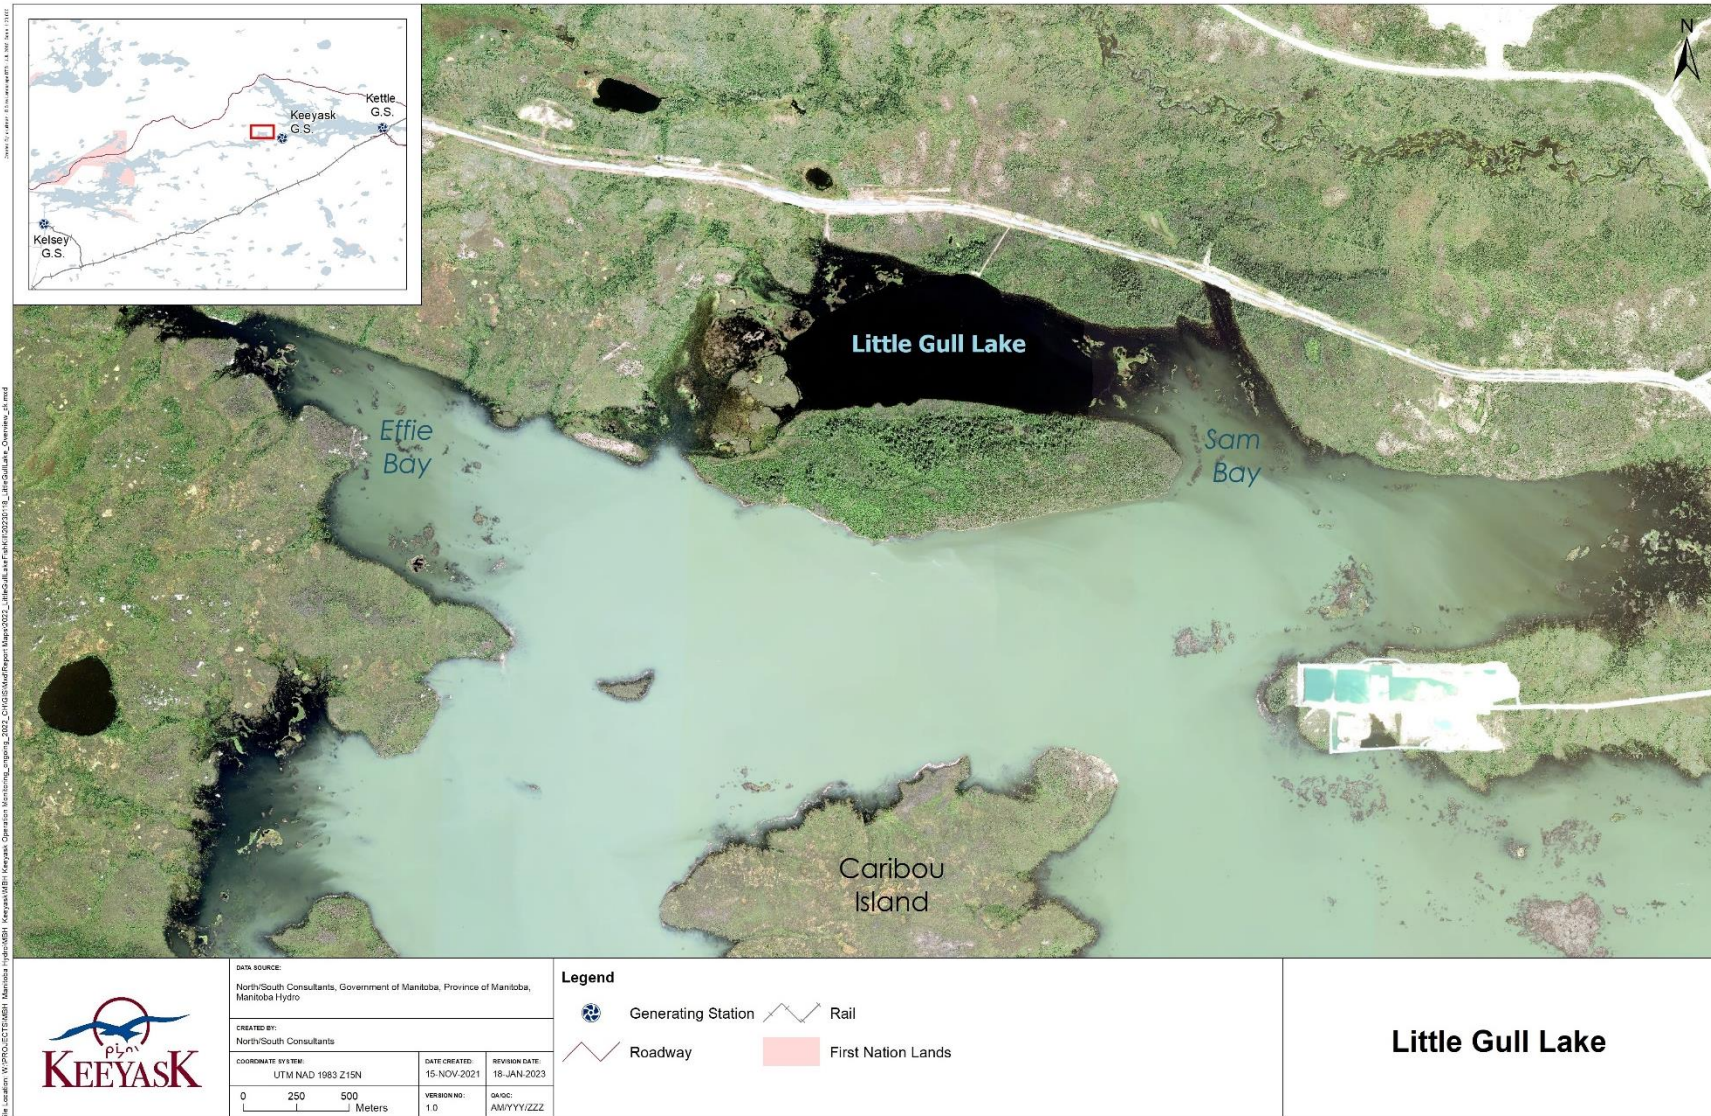 Kettle
G.S.
Keeyask
G.S.
Kelsey
G.S.
N
Little Gull Lake
Effie
Bay
Sam
Bay
Caribou
Island
KEEYASK
DATA SOURCE:
North/South Consultants, Government of Manitoba, Province of Manitoba,
Manitoba Hydro
CREATED BY:
North/South Consultants
COORDINATE SYSTEM:
UTM NAD 1983 Z15N
DATE CREATED:
15-NOV-2021
REVISION DATE:
18-JAN-2023
0 250 500
Meters
VERSION NO:
1.0
QA/QC:
AM/YYY/ZZZ
Legend
Generating Station
Rail
Roadway
First Nation Lands
Little Gull Lake